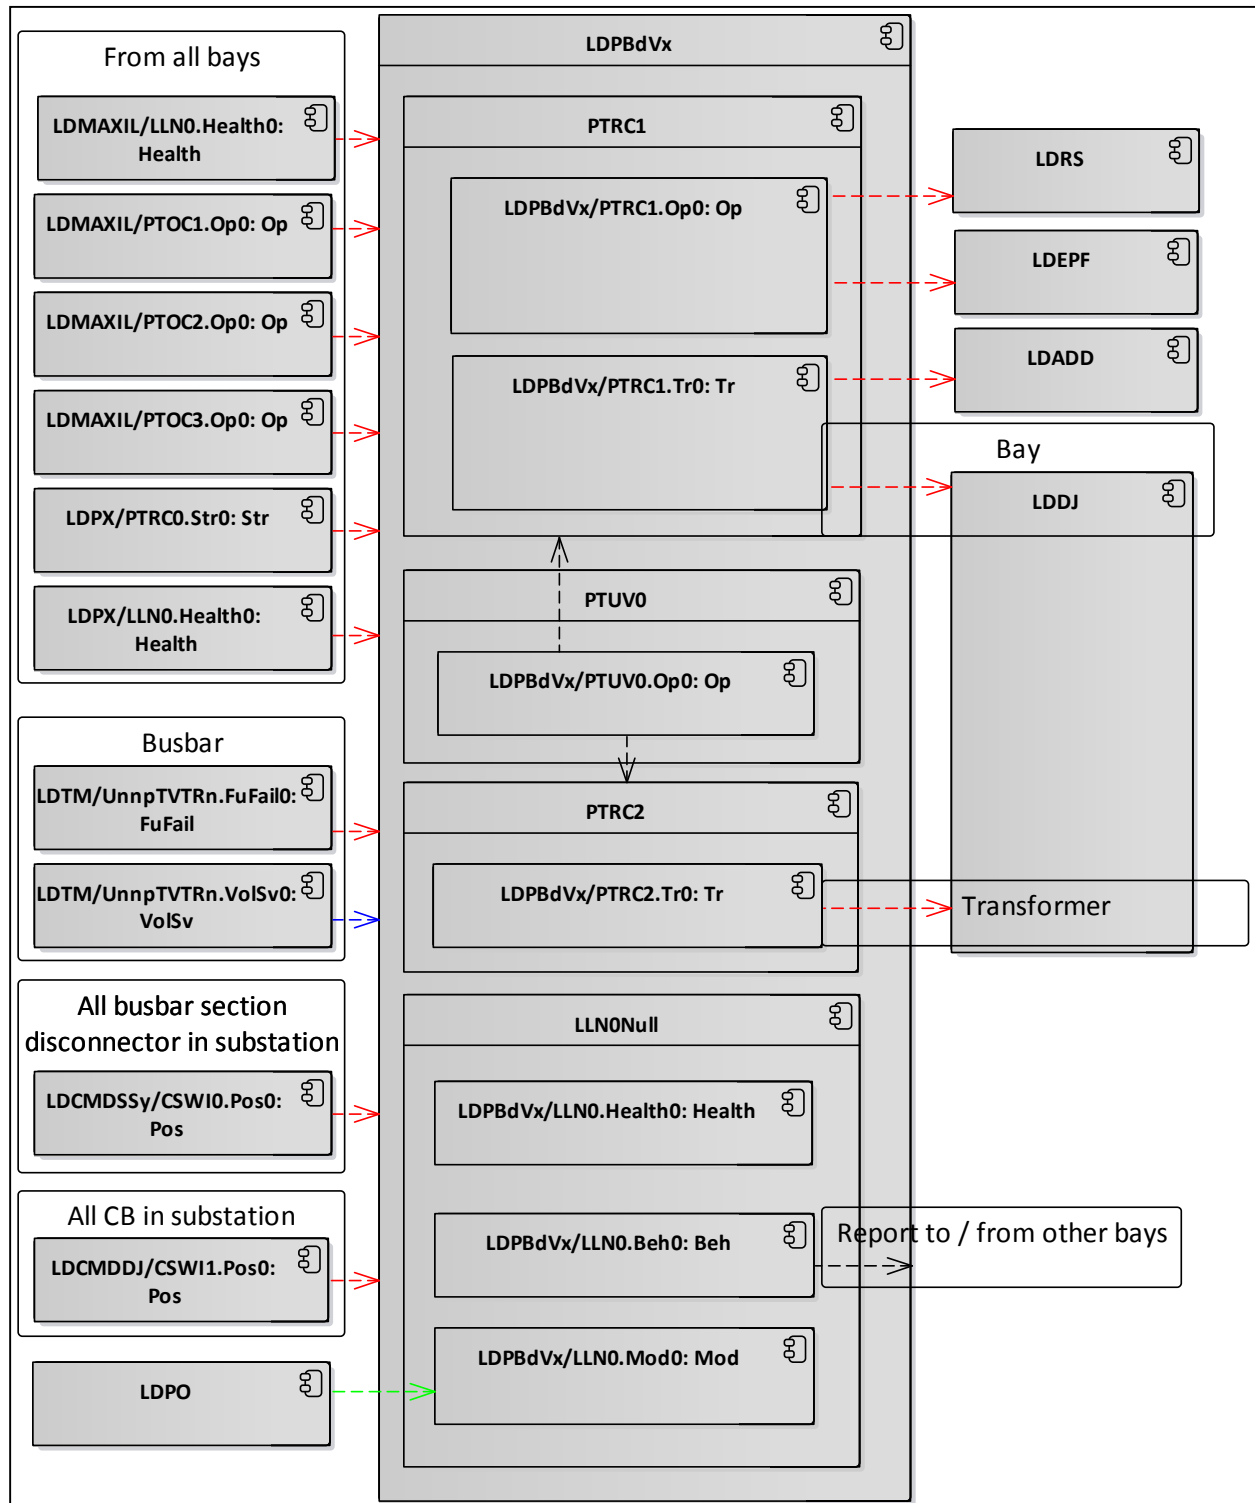 From all bays
LDMAXIL/LLN0.Health0:
Health
LDMAXIL/PTOC1.Op0: Op
LDMAXIL/PTOC2.Op0: Op
LDMAXIL/PTOC3.Op0: Op
LDPX/PTRC0.Str0: Str
LDPX/LLN0.Health0:
Health
Busbar
LDTM/UnnpTVTRn.FuFail0:
FuFail
LDTM/UnnpTVTRn.VolSv0:
VolSv
All busbar section
disconnector in substation
LDCMDSSy/CSWI0.Pos0:
Pos
All CB in substation
LDCMDDJ/CSWI1.Pos0:
Pos
LDPO
LDPBdVx
PTRC1
LDPBdVx/PTRC1.Op0: Op
LDPBdVx/PTRC1.Tr0: Tr
PTUV0
LDPBdVx/PTUV0.Op0: Op
PTRC2
LDPBdVx/PTRC2.Tr0: Tr
LLN0Null
LDPBdVx/LLN0.Health0: Health
LDPBdVx/LLN0.Beh0: Beh
LDPBdVx/LLN0.Mod0: Mod
LDRS
LDEPF
LDADD
Bay
LDDJ
Transformer
Report to / from other bays